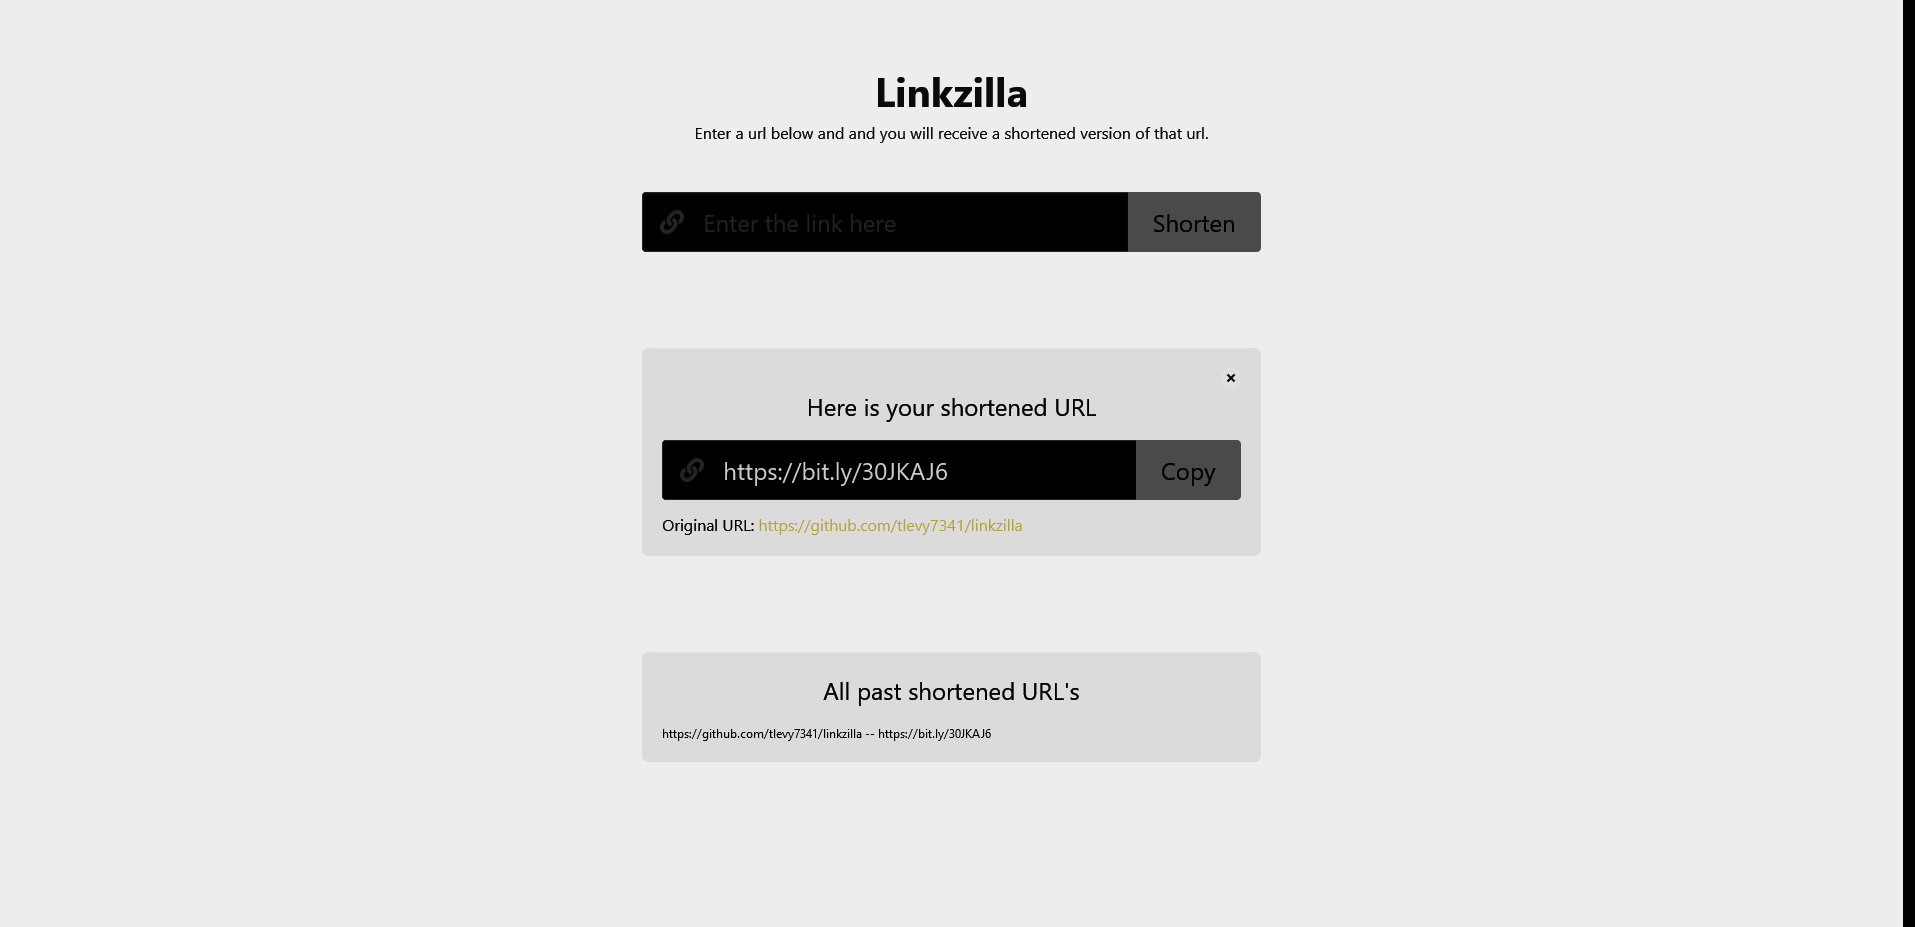 Linkzilla
Enter a url below and and you will receive a shortened version of that url.
Enter the link here
Shorten
×
Here is your shortened URL
https://bit.ly/30JKAJ6
Copy
Original URL: https://github.com/tlevy7341/linkzilla
All past shortened URL's
https://github.com/tlevy7341/linkzilla -- https://bit.ly/30JKAJ6